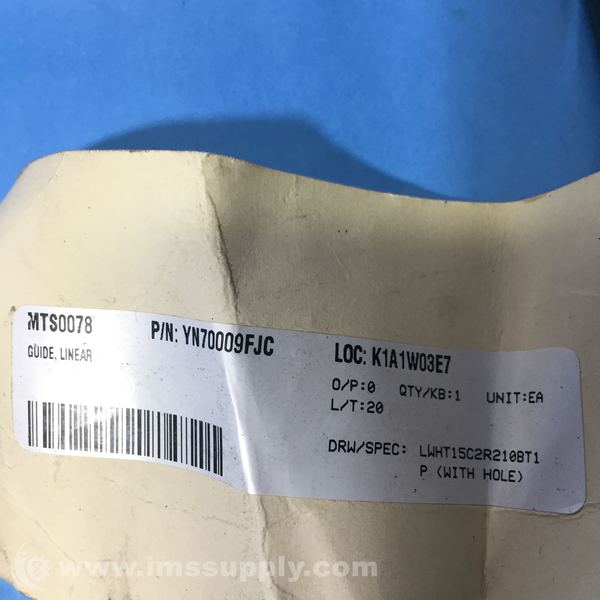 MTS0078
P/N: YN70009FJC
LOC: K1A1W03E7
GUIDE, LINEAR
O/P:0 QTY/KB:1 UNIT:EA
L/T:20
DRW/SPEC: LWHT15C2R210BT1
P (WITH HOLE)
© www.imssupply.com